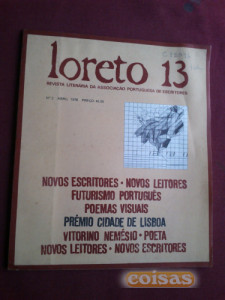 loreto 13
REVISTA LITERÁRIA DA ASSOCIAÇÃO PORTUGUESA DE ESCRITORES
NOVOS ESCRITORES • NOVOS LEITORES
FUTURISMO PORTUGUÊS
POEMAS VISUAIS
PRÉMIO CIDADE DE LISBOA
VITORINO NEMÉSIO • POETA
NOVOS LEITORES • NOVOS ESCRITORES
coisas